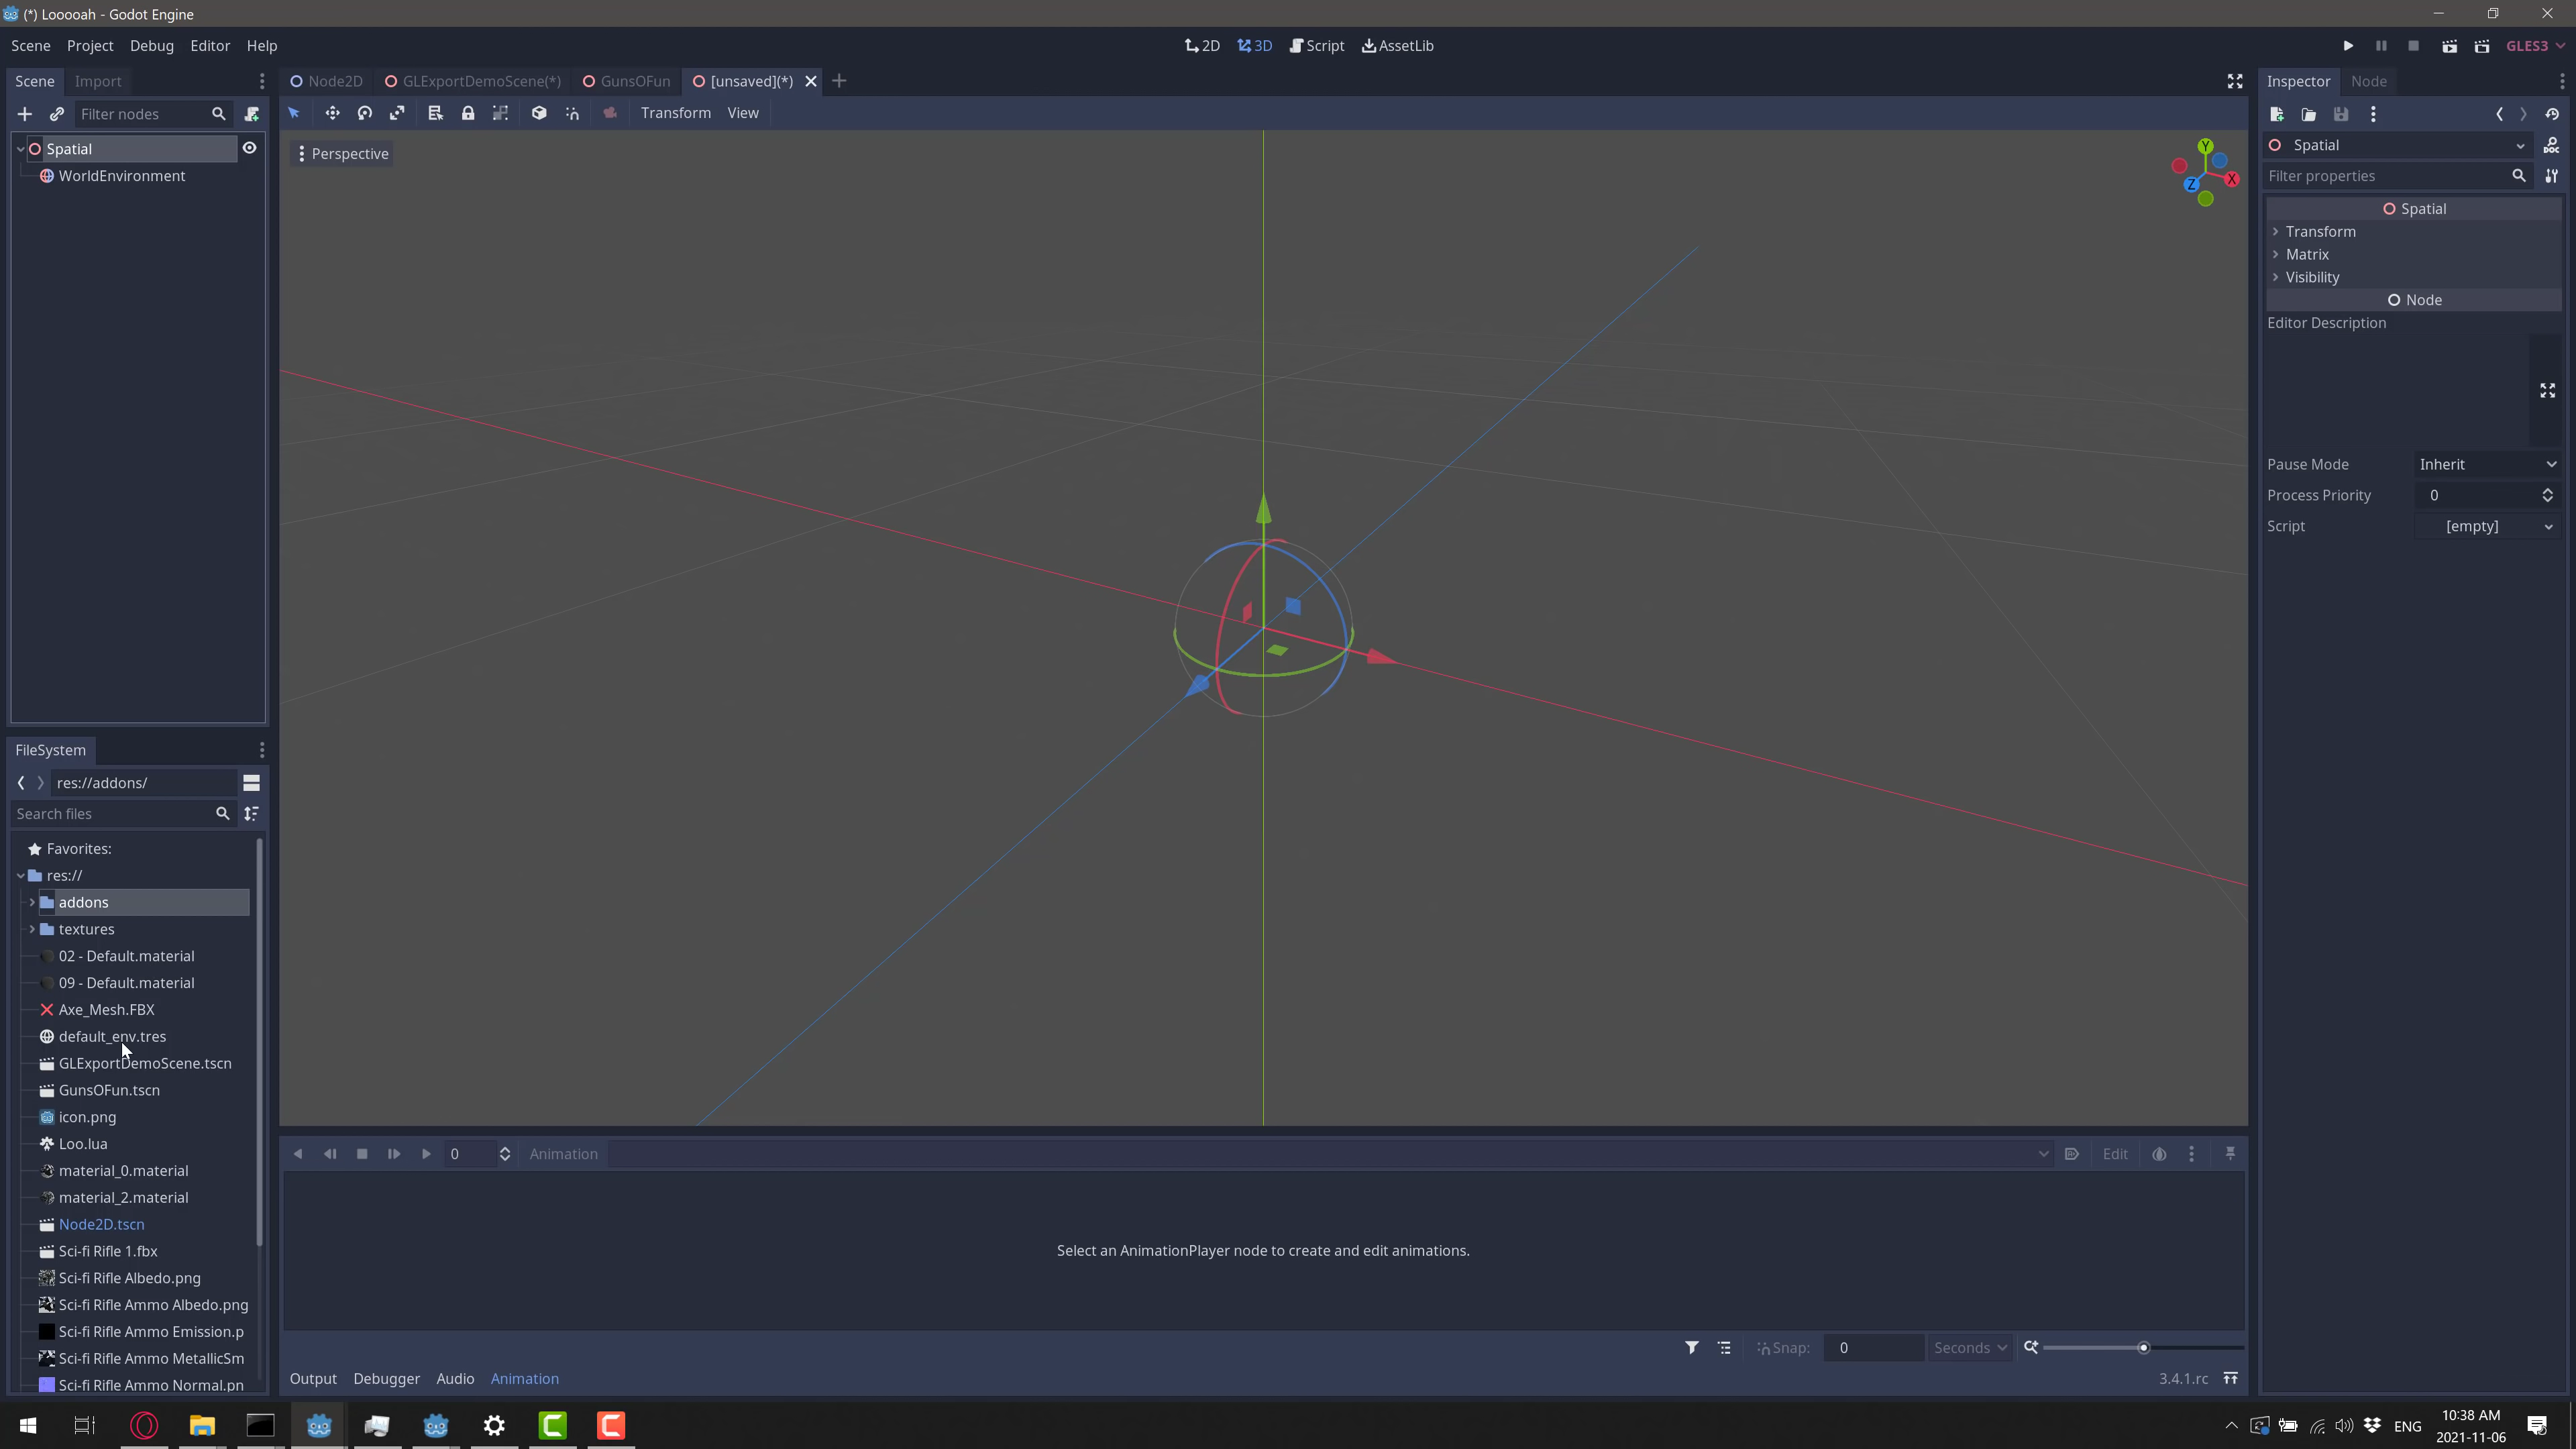 (*) Looooah - Godot Engine
Scene Project Debug Editor Help
2D 3D Script AssetLib
GLES3
Scene Import
Node2D GLExportDemoScene(*) GunsOFun [unsaved](*)
Inspector Node
Filter nodes
Transform View
Spatial
WorldEnvironment
Perspective
Y
X
Z
Spatial
DOC
Filter properties
Spatial
Transform
Matrix
Visibility
Node
Editor Description
Pause Mode Inherit
Process Priority 0
Script [empty]
FileSystem
res://addons/
Search files
Favorites:
res://
addons
textures
02 - Default.material
09 - Default.material
Axe_Mesh.FBX
default_env.tres
GLExportDemoScene.tscn
GunsOFun.tscn
icon.png
Loo.lua
material_0.material
material_2.material
Node2D.tscn
Sci-fi Rifle 1.fbx
Sci-fi Rifle Albedo.png
Sci-fi Rifle Ammo Albedo.png
Sci-fi Rifle Ammo Emission.p
Sci-fi Rifle Ammo MetallicSm
Sci-fi Rifle Ammo Normal.pn
0 Animation Edit
Select an AnimationPlayer node to create and edit animations.
Snap: 0 Seconds
Output Debugger Audio Animation
3.4.1.rc
ENG
10:38 AM
2021-11-06